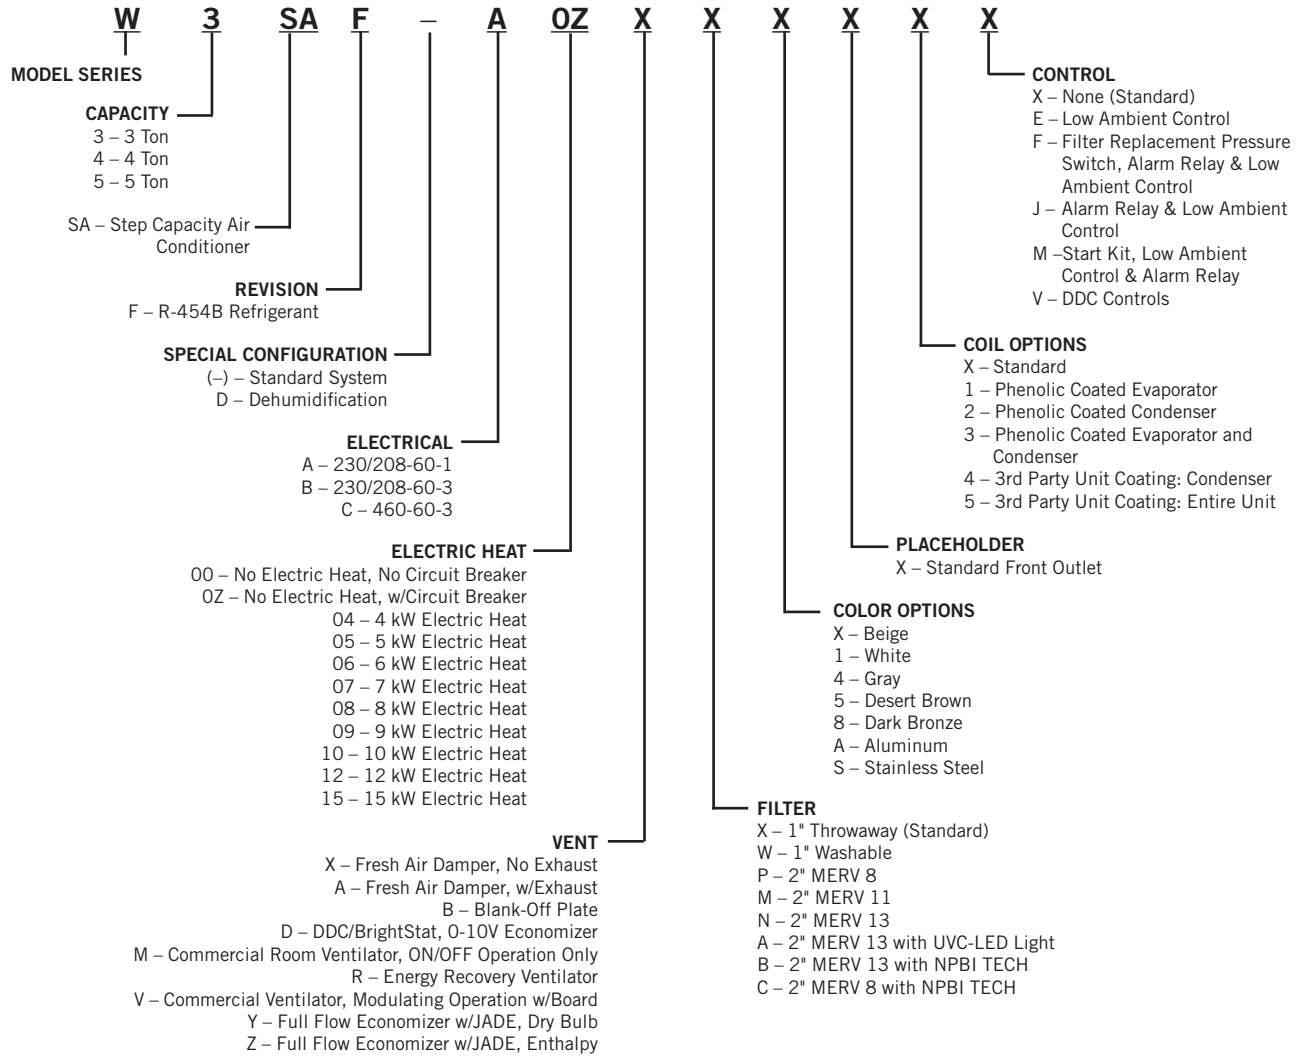 W 3 SA F – A 0Z X X X X X X
MODEL SERIES
CAPACITY
3 – 3 Ton
4 – 4 Ton
5 – 5 Ton
SA – Step Capacity Air
Conditioner
REVISION
F – R-454B Refrigerant
SPECIAL CONFIGURATION
(–) – Standard System
D – Dehumidification
ELECTRICAL
A – 230/208-60-1
B – 230/208-60-3
C – 460-60-3
ELECTRIC HEAT
00 – No Electric Heat, No Circuit Breaker
0Z – No Electric Heat, w/Circuit Breaker
04 – 4 kW Electric Heat
05 – 5 kW Electric Heat
06 – 6 kW Electric Heat
07 – 7 kW Electric Heat
08 – 8 kW Electric Heat
09 – 9 kW Electric Heat
10 – 10 kW Electric Heat
12 – 12 kW Electric Heat
15 – 15 kW Electric Heat
VENT
X – Fresh Air Damper, No Exhaust
A – Fresh Air Damper, w/Exhaust
B – Blank-Off Plate
D – DDC/BrightStat, 0-10V Economizer
M – Commercial Room Ventilator, ON/OFF Operation Only
R – Energy Recovery Ventilator
V – Commercial Ventilator, Modulating Operation w/Board
Y – Full Flow Economizer w/JADE, Dry Bulb
Z – Full Flow Economizer w/JADE, Enthalpy
CONTROL
X – None (Standard)
E – Low Ambient Control
F – Filter Replacement Pressure
Switch, Alarm Relay & Low
Ambient Control
J – Alarm Relay & Low Ambient
Control
M –Start Kit, Low Ambient
Control & Alarm Relay
V – DDC Controls
COIL OPTIONS
X – Standard
1 – Phenolic Coated Evaporator
2 – Phenolic Coated Condenser
3 – Phenolic Coated Evaporator and
Condenser
4 – 3rd Party Unit Coating: Condenser
5 – 3rd Party Unit Coating: Entire Unit
PLACEHOLDER
X – Standard Front Outlet
COLOR OPTIONS
X – Beige
1 – White
4 – Gray
5 – Desert Brown
8 – Dark Bronze
A – Aluminum
S – Stainless Steel
FILTER
X – 1" Throwaway (Standard)
W – 1" Washable
P – 2" MERV 8
M – 2" MERV 11
N – 2" MERV 13
A – 2" MERV 13 with UVC-LED Light
B – 2" MERV 13 with NPBI TECH
C – 2" MERV 8 with NPBI TECH